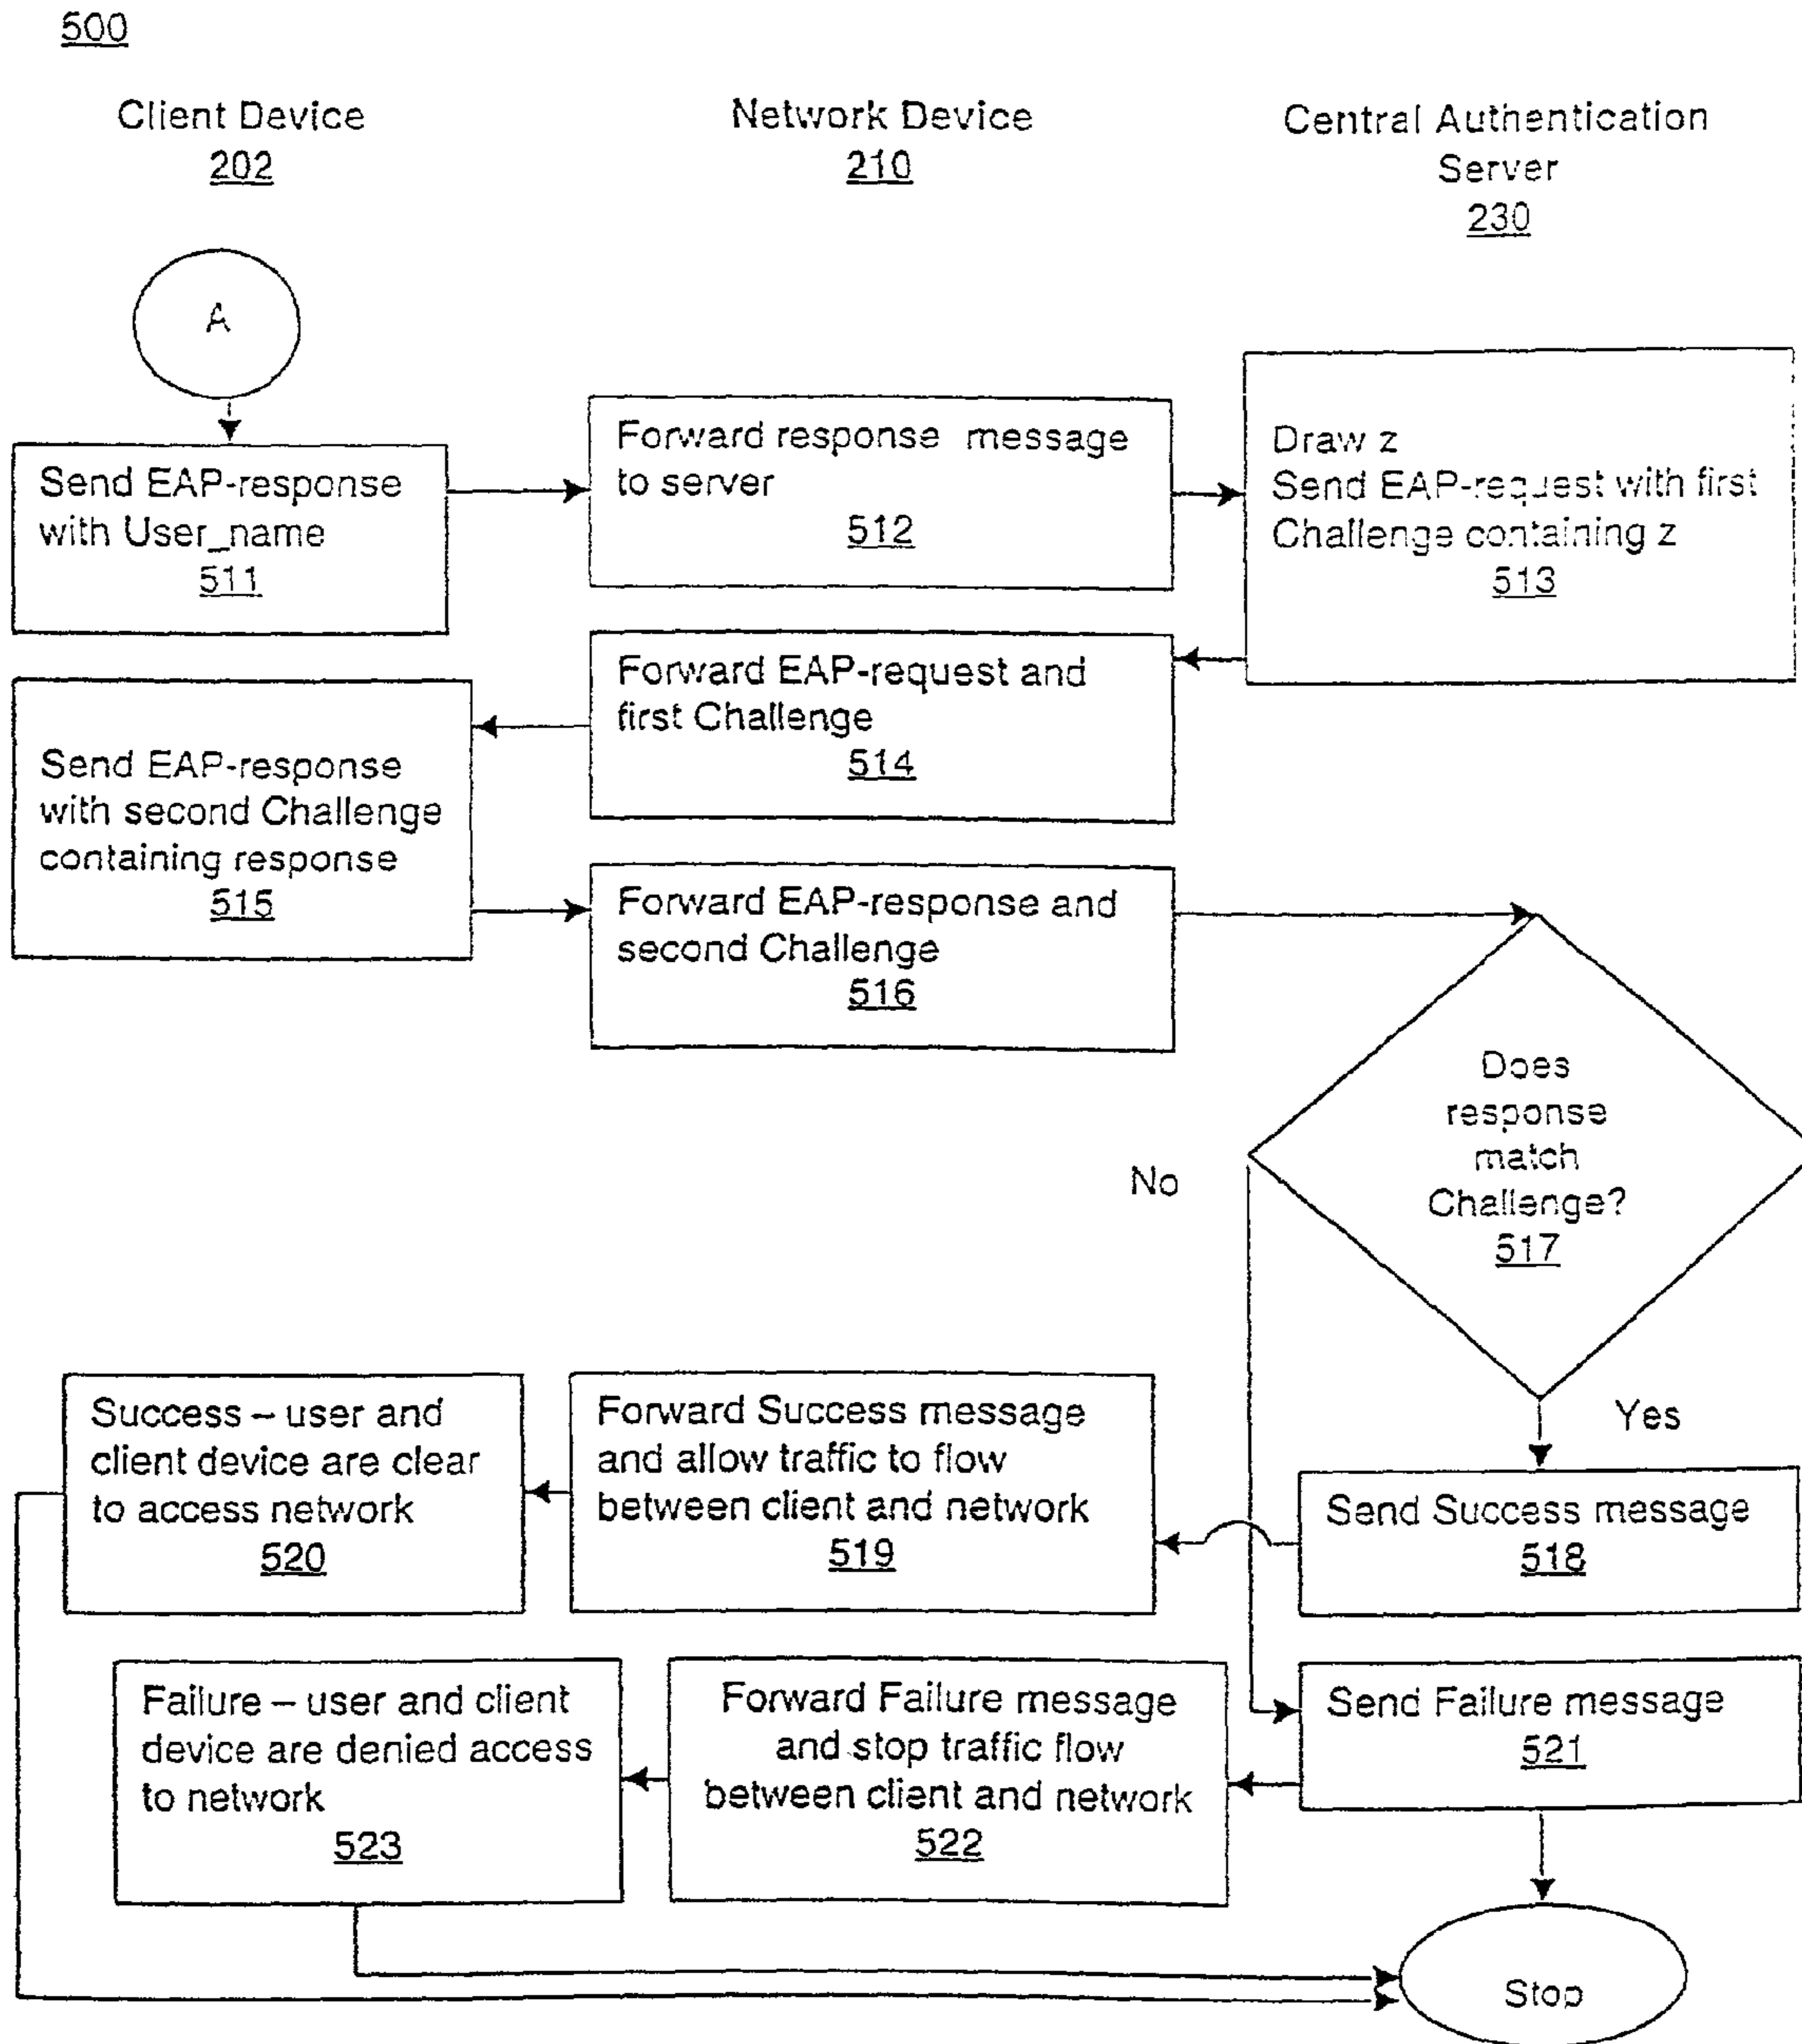 500
Client Device
202
Network Device
210
Central Authentication
Server
230
A
Send EAP-response
with User_name
511
Forward response message
to server
512
Draw z
Send EAP-request with first
Challenge containing z
513
Forward EAP-request and
first Challenge
514
Send EAP-response
with second Challenge
containing response
515
Forward EAP-response and
second Challenge
516
Does
response
match
Challenge?
517
No
Yes
Success – user and
client device are clear
to access network
520
Forward Success message
and allow traffic to flow
between client and network
519
Send Success message
518
Failure – user and client
device are denied access
to network
523
Forward Failure message
and stop traffic flow
between client and network
522
Send Failure message
521
Stop